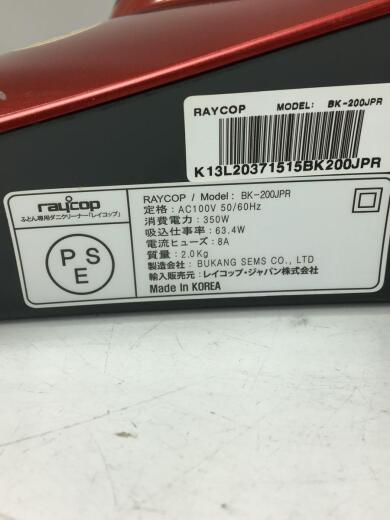 RAYCOP MODEL: BK-200JPR
K13L20371515BK200JPR
raycop
ふとん専用ダニクリーナー「レイコップ」
PSE
RAYCOP / Model: BK-200JPR
定格 : AC100V 50/60Hz
消費電力 : 350W
吸込仕事率 : 63.4W
電流ヒューズ : 8A
質量 : 2.0Kg
製造会社 : BUKANG SEMS CO., LTD
輸入販売元 : レイコップ・ジャパン株式会社
Made In KOREA